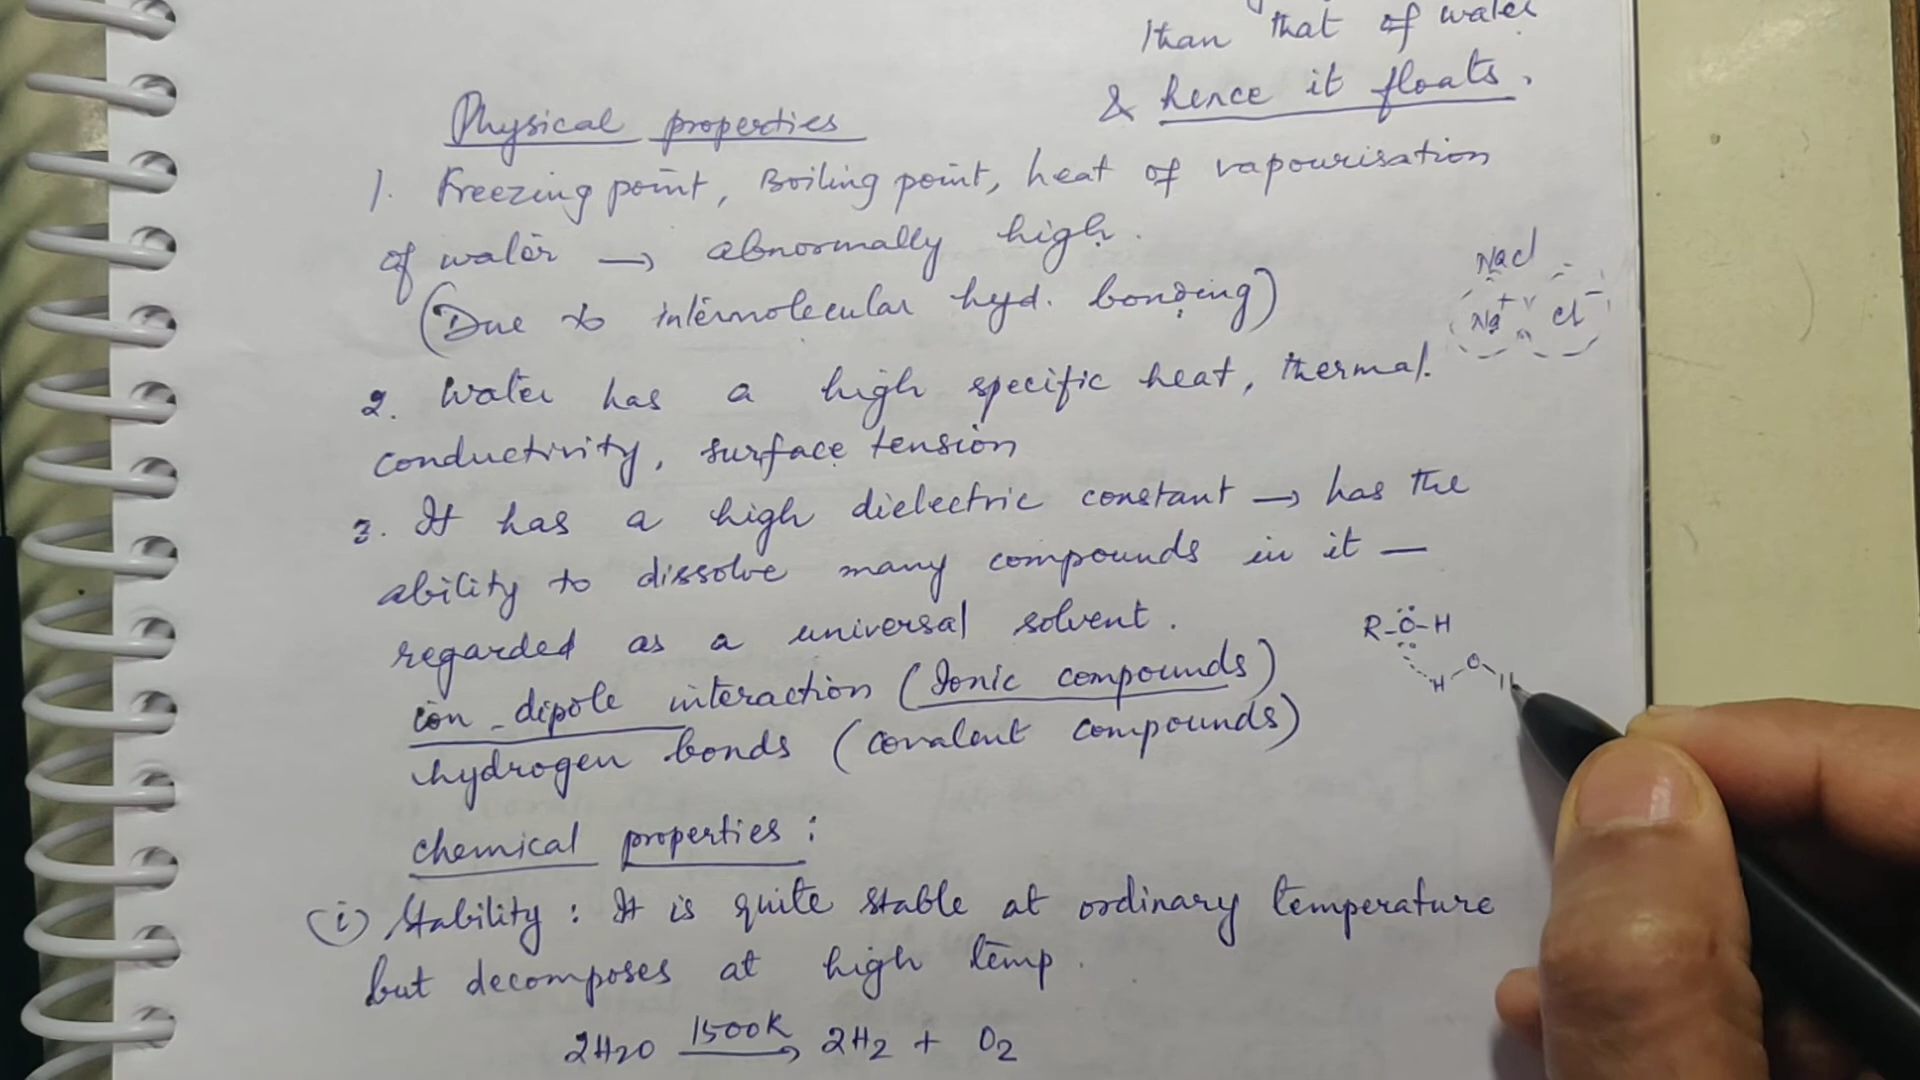 than that of water
& hence it floats.
Physical properties
1. Freezing point, Boiling point, heat of vapourisation
of water → abnormally high.
(Due to intermolecular hyd. bonding)
NaCl
Na+ Cl-
2. Water has a high specific heat, thermal
conductivity, surface tension
3. It has a high dielectric constant → has the
ability to dissolve many compounds in it —
regarded as a universal solvent.
ion-dipole interaction (Ionic compounds)
hydrogen bonds (covalent compounds)
R-O-H
H O
chemical properties:
(i) Stability: It is quite stable at ordinary temperature
but decomposes at high temp.
2H2O 1500K → 2H2 + O2